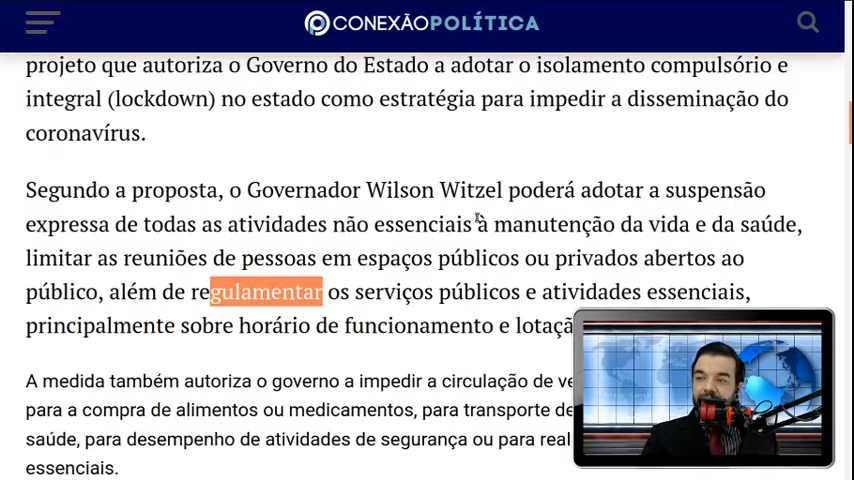 CONEXÃOPOLÍTICA
projeto que autoriza o Governo do Estado a adotar o isolamento compulsório e
integral (lockdown) no estado como estratégia para impedir a disseminação do
coronavírus.
Segundo a proposta, o Governador Wilson Witzel poderá adotar a suspensão
expressa de todas as atividades não essenciais à manutenção da vida e da saúde,
limitar as reuniões de pessoas em espaços públicos ou privados abertos ao
público, além de regulamentar os serviços públicos e atividades essenciais,
principalmente sobre horário de funcionamento e
A medida também autoriza o governo a impedir a circulação de
para a compra de alimentos ou medicamentos, para transporte
saúde, para desempenho de atividades de segurança ou para
essenciais.